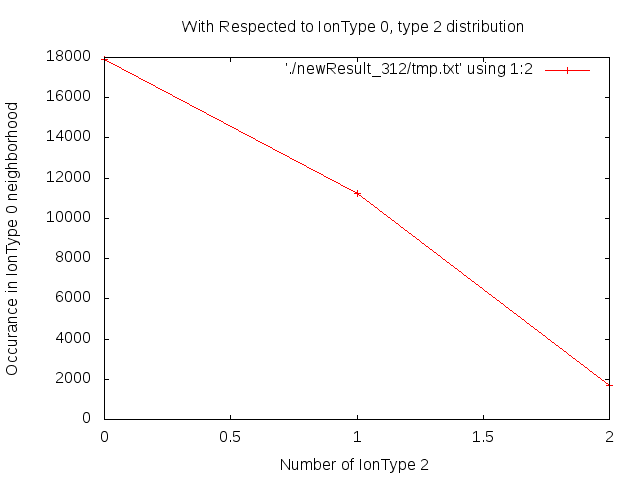 With Respected to IonType 0, type 2 distribution
'./newResult_312/tmp.txt' using 1:2
18000
16000
14000
12000
10000
8000
6000
4000
2000
0
Occurance in IonType 0 neighborhood
0 0.5 1 1.5 2
Number of IonType 2